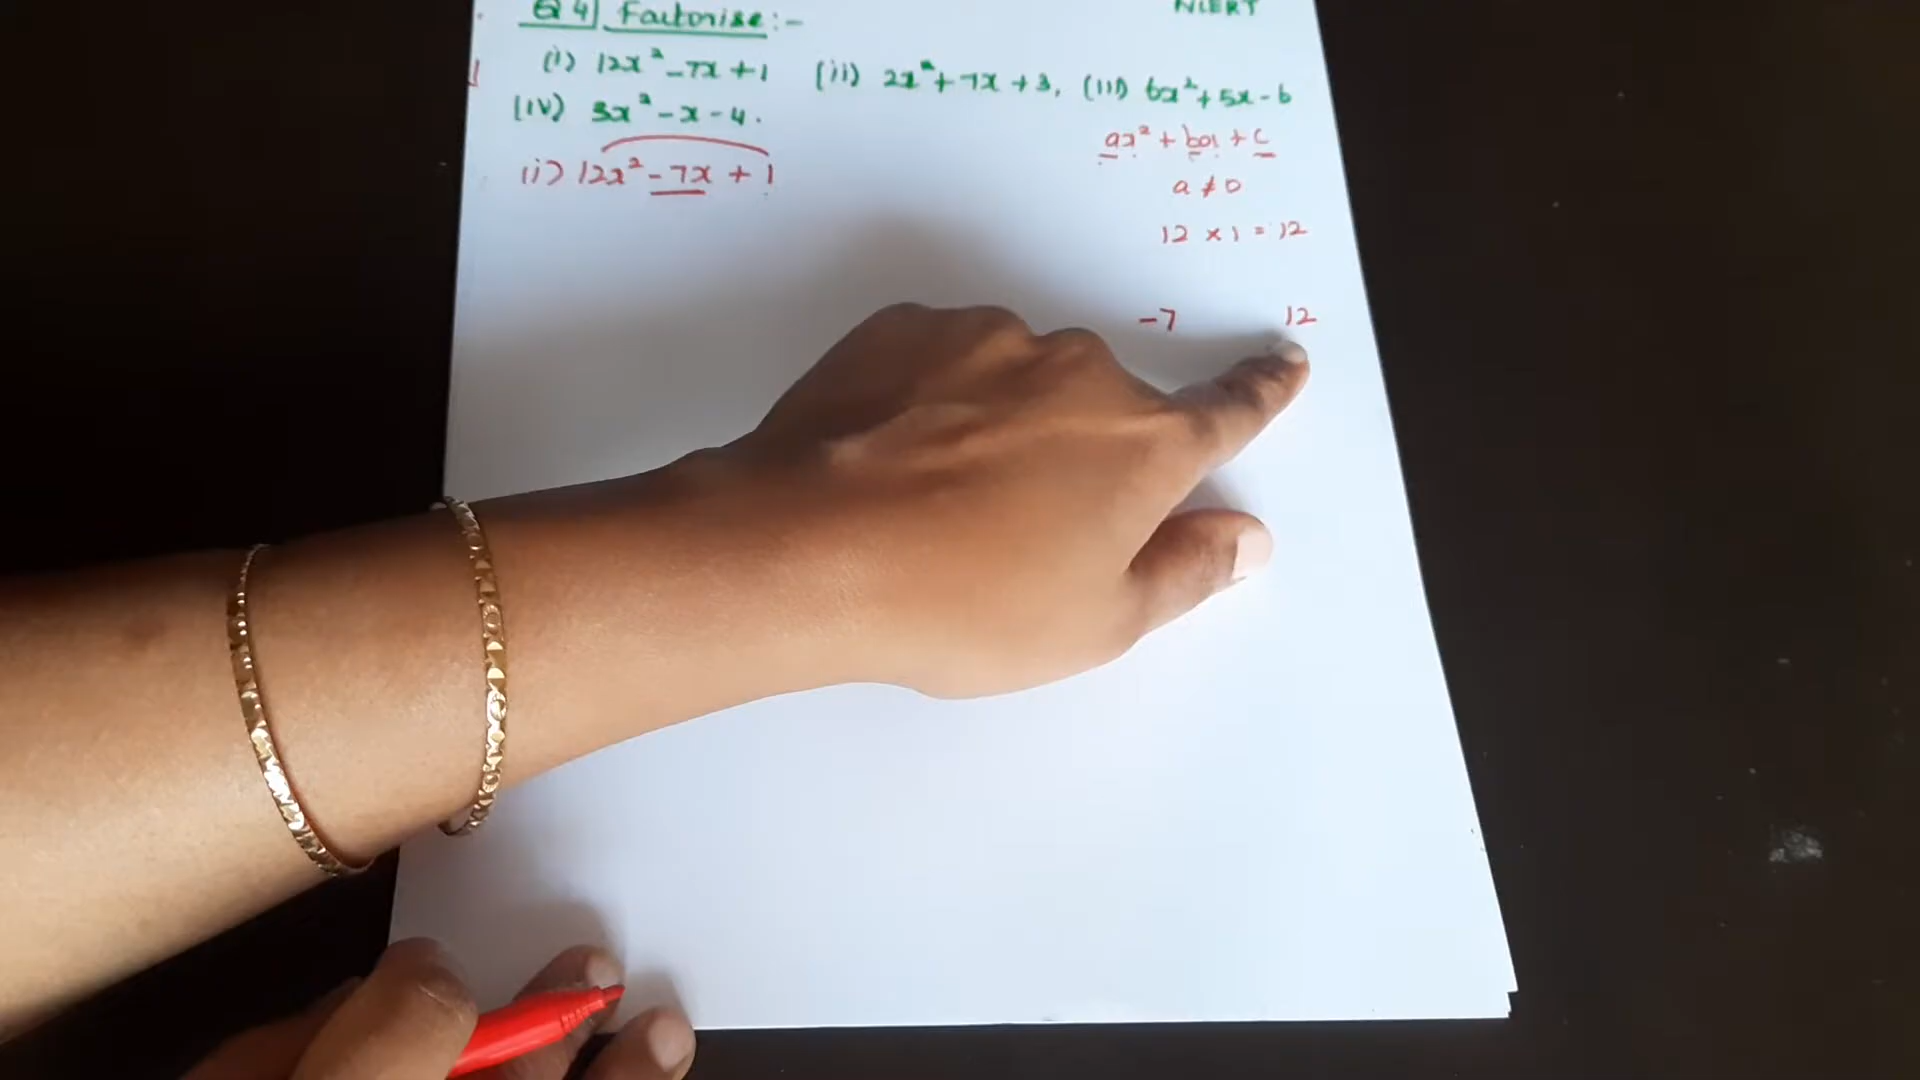 Q 4 Factorise:-
NCERT
(i) 12x² - 7x + 1 (ii) 2x² + 7x + 3, (iii) 6x² + 5x - 6
(iv) 3x² - x - 4.
ax² + bx + c
(i) 12x² - 7x + 1
a ≠ 0
12 × 1 = 12
-7 12